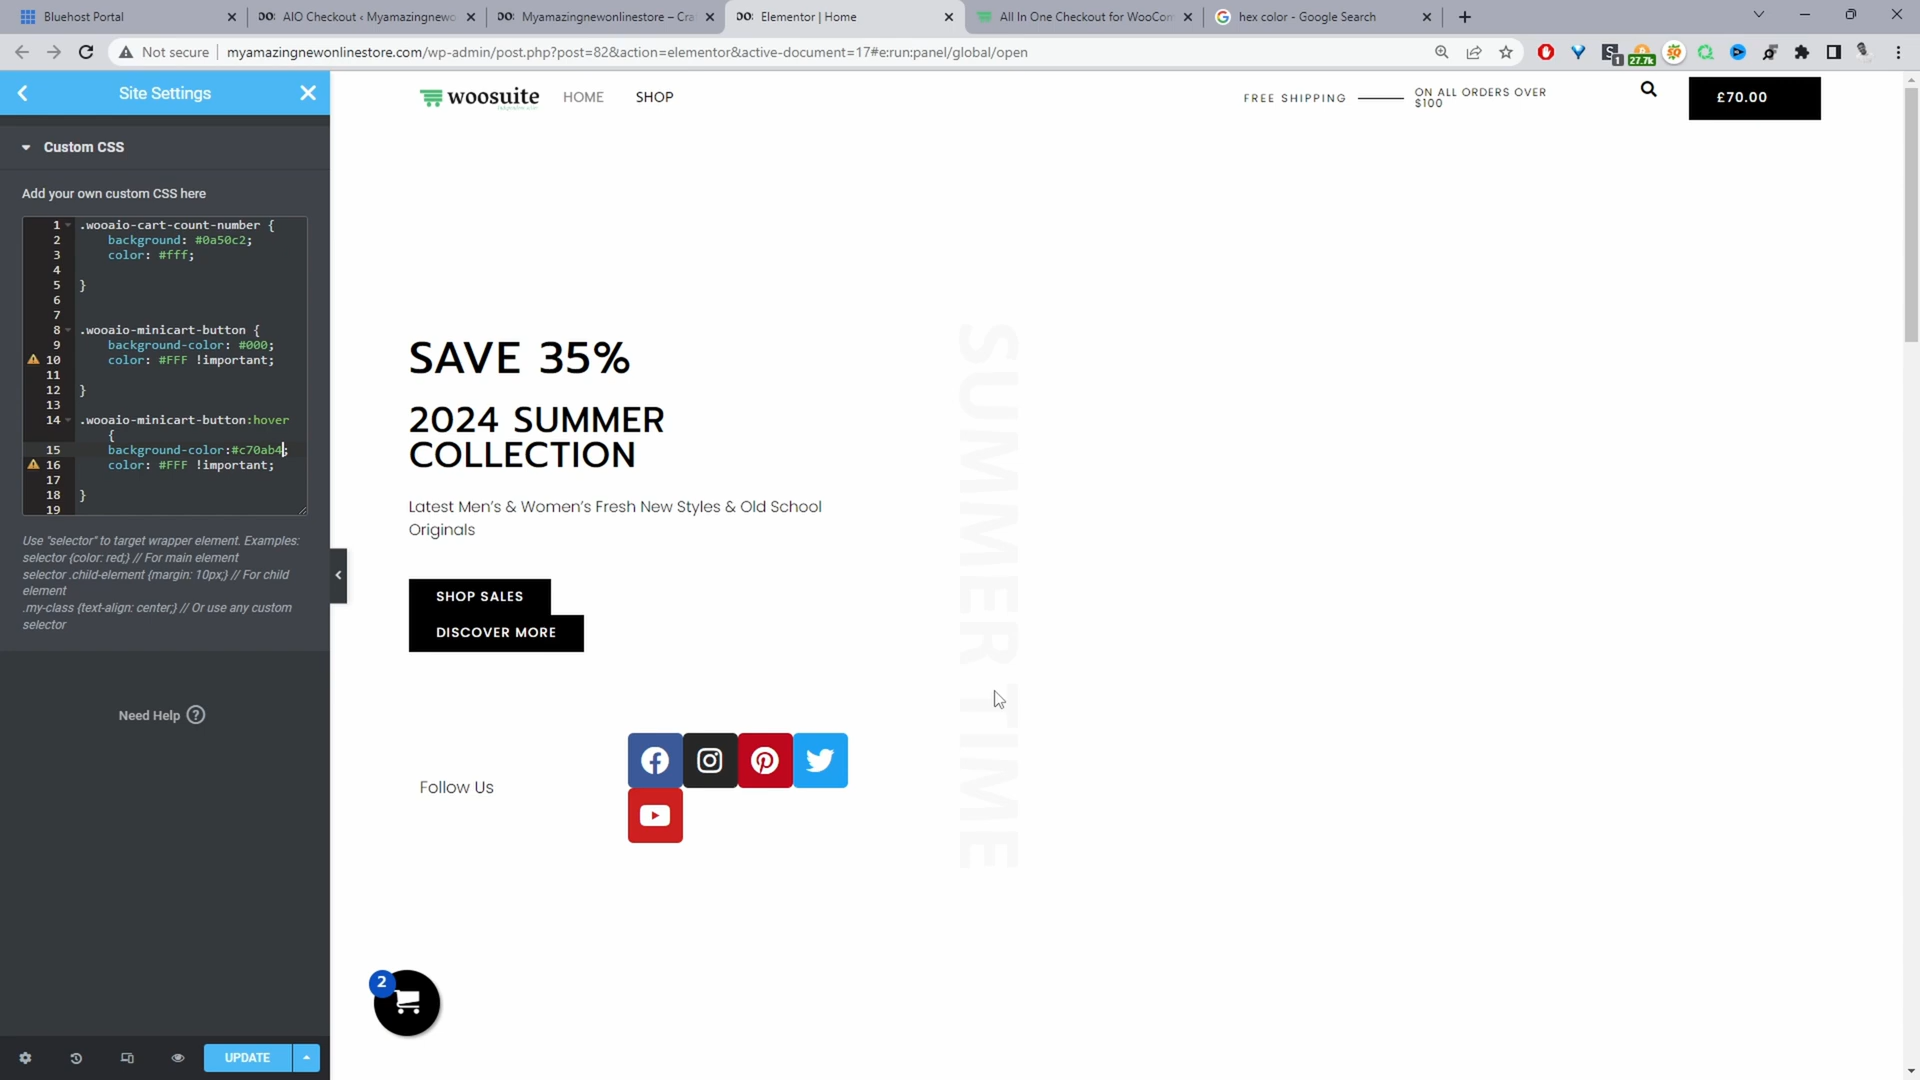 Bluehost Portal
AIO Checkout ‹ Myamazingnewo
Myamazingnewonlinestore – Cra
Elementor | Home
All In One Checkout for WooCom
hex color - Google Search
Not secure
myamazingnewonlinestore.com/wp-admin/post.php?post=82&action=elementor&active-document=17#e:run:panel/global/open
1
27.7k
Site Settings
woosuite
HOME
SHOP
FREE SHIPPING
ON ALL ORDERS OVER
$100
£70.00
Custom CSS
Add your own custom CSS here
1 .wooaio-cart-count-number {
2 background: #0a50c2;
3 color: #fff;
4
5 }
6
7
8 .wooaio-minicart-button {
9 background-color: #000;
10 color: #FFF !important;
11
12 }
13
14 .wooaio-minicart-button:hover
{
15 background-color:#c70ab4;
16 color: #FFF !important;
17
18 }
19
Use "selector" to target wrapper element. Examples:
selector {color: red;} // For main element
selector .child-element {margin: 10px;} // For child
element
.my-class {text-align: center;} // Or use any custom
selector
Need Help ?
UPDATE
SAVE 35%
2024 SUMMER
COLLECTION
Latest Men's & Women's Fresh New Styles & Old School
Originals
SHOP SALES
DISCOVER MORE
SUMMER TIME
Follow Us
2